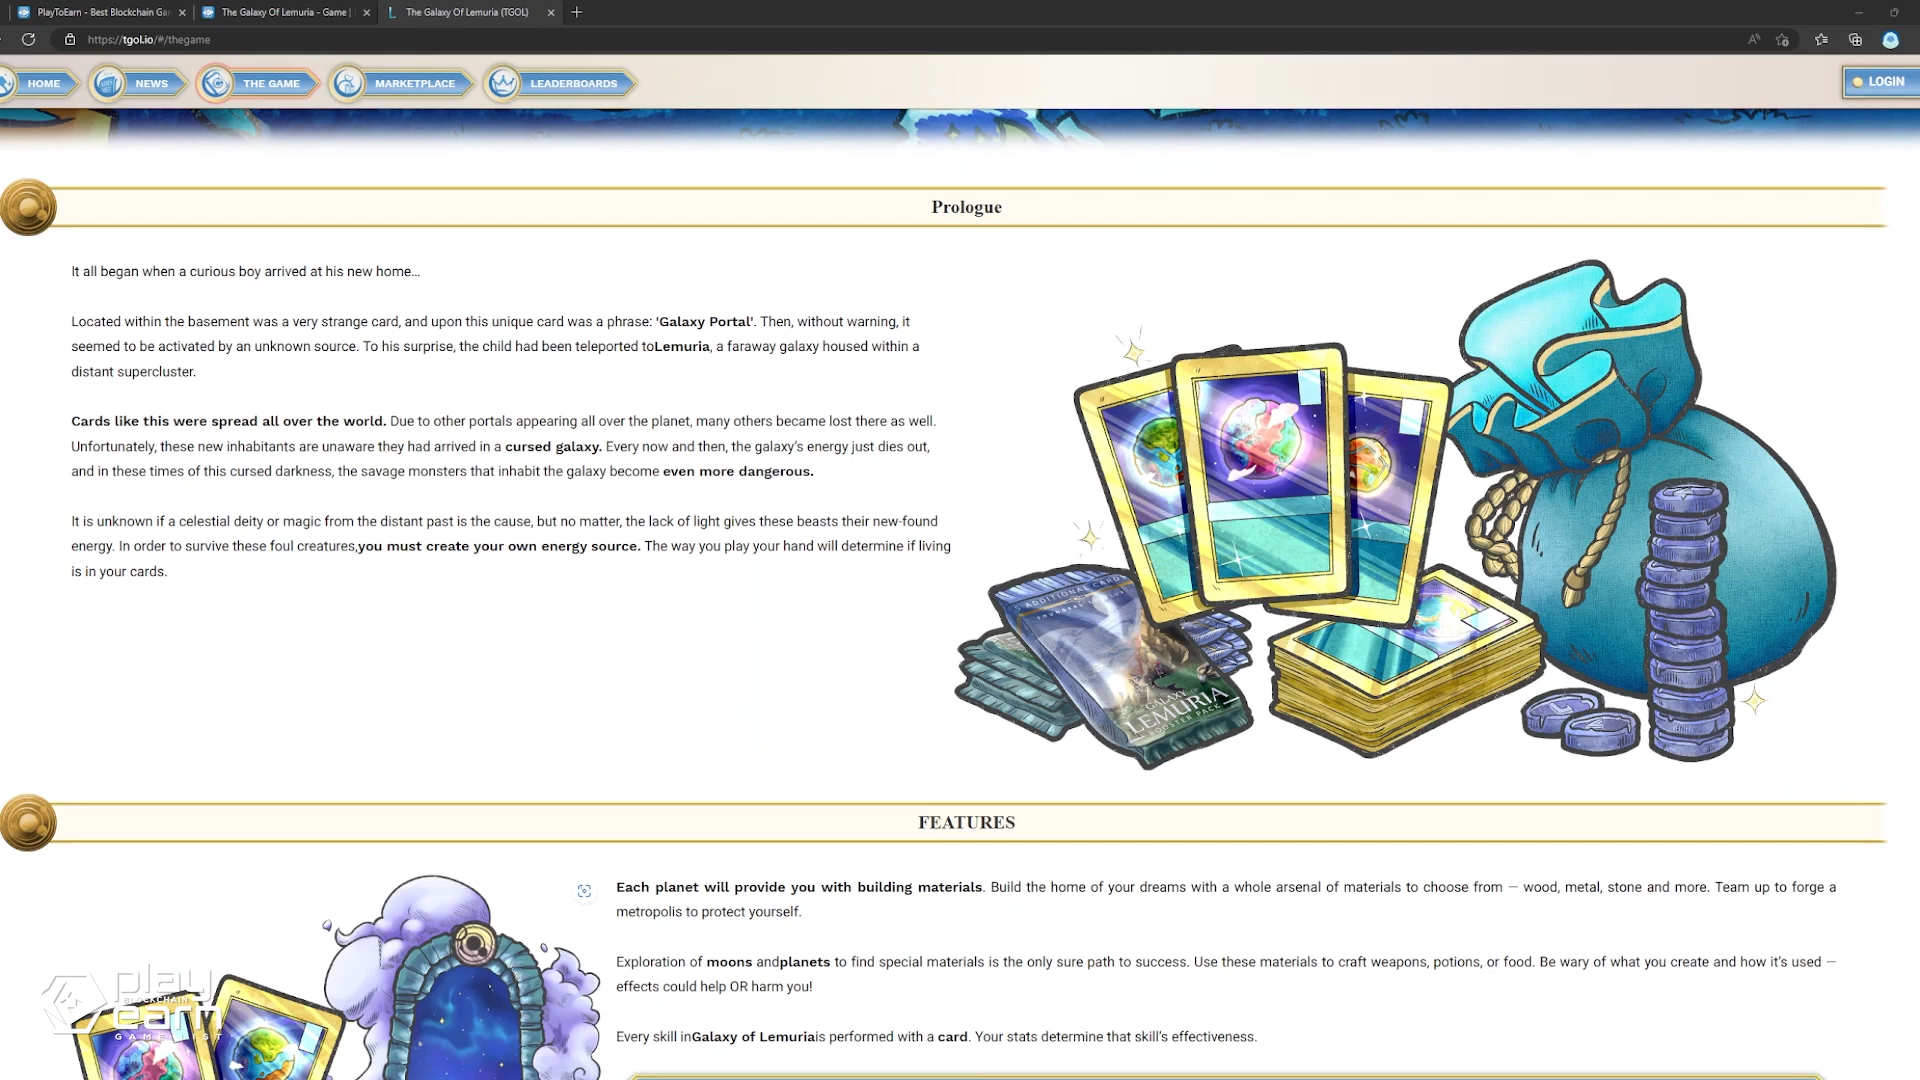 PlayToEarn - Best Blockchain Gar
The Galaxy Of Lemuria - Game |
The Galaxy Of Lemuria (TGOL)
https://tgol.io/#/thegame
HOME
NEWS
THE GAME
MARKETPLACE
LEADERBOARDS
LOGIN
Prologue
It all began when a curious boy arrived at his new home...
Located within the basement was a very strange card, and upon this unique card was a phrase: 'Galaxy Portal'. Then, without warning, it
seemed to be activated by an unknown source. To his surprise, the child had been teleported toLemuria, a faraway galaxy housed within a
distant supercluster.
Cards like this were spread all over the world. Due to other portals appearing all over the planet, many others became lost there as well.
Unfortunately, these new inhabitants are unaware they had arrived in a cursed galaxy. Every now and then, the galaxy’s energy just dies out,
and in these times of this cursed darkness, the savage monsters that inhabit the galaxy become even more dangerous.
It is unknown if a celestial deity or magic from the distant past is the cause, but no matter, the lack of light gives these beasts their new-found
energy. In order to survive these foul creatures,you must create your own energy source. The way you play your hand will determine if living
is in your cards.
5 ADDITIONAL CARD
GALAXY OF
LEMURIA
BOOSTER PACK
FEATURES
Each planet will provide you with building materials. Build the home of your dreams with a whole arsenal of materials to choose from — wood, metal, stone and more. Team up to forge a
metropolis to protect yourself.
Exploration of moons andplanets to find special materials is the only sure path to success. Use these materials to craft weapons, potions, or food. Be wary of what you create and how it’s used —
effects could help OR harm you!
Every skill inGalaxy of Lemuriais performed with a card. Your stats determine that skill’s effectiveness.
play
BLOCKCHAIN
earn
GAME LIST